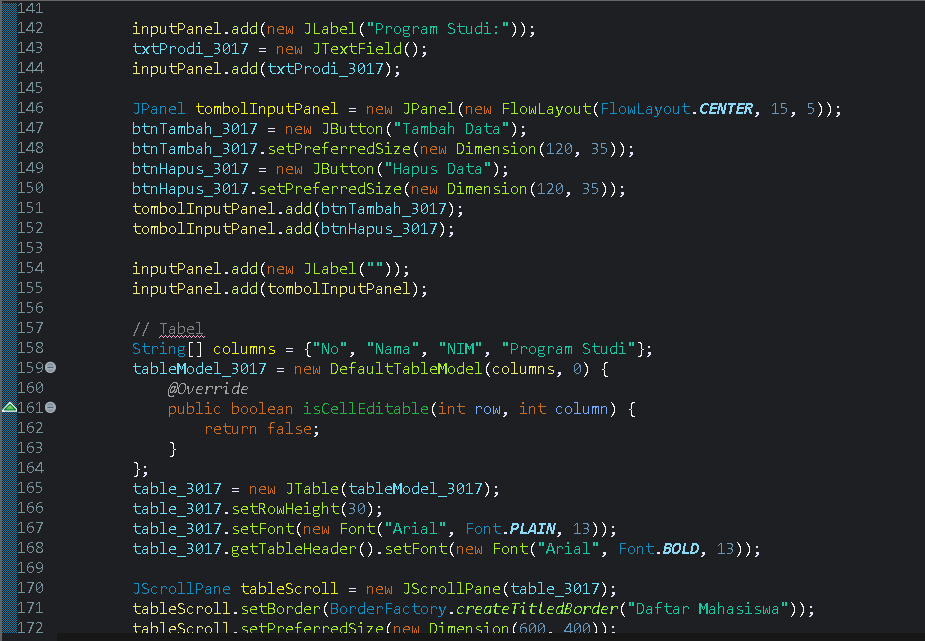 141
142 inputPanel.add(new JLabel("Program Studi:"));
143 txtProdi_3017 = new JTextField();
144 inputPanel.add(txtProdi_3017);
145
146 JPanel tombolInputPanel = new JPanel(new FlowLayout(FlowLayout.CENTER, 15, 5));
147 btnTambah_3017 = new JButton("Tambah Data");
148 btnTambah_3017.setPreferredSize(new Dimension(120, 35));
149 btnHapus_3017 = new JButton("Hapus Data");
150 btnHapus_3017.setPreferredSize(new Dimension(120, 35));
151 tombolInputPanel.add(btnTambah_3017);
152 tombolInputPanel.add(btnHapus_3017);
153
154 inputPanel.add(new JLabel(""));
155 inputPanel.add(tombolInputPanel);
156
157 // Tabel
158 String[] columns = {"No", "Nama", "NIM", "Program Studi"};
159 tableModel_3017 = new DefaultTableModel(columns, 0) {
160 @Override
161 public boolean isCellEditable(int row, int column) {
162 return false;
163 }
164 };
165 table_3017 = new JTable(tableModel_3017);
166 table_3017.setRowHeight(30);
167 table_3017.setFont(new Font("Arial", Font.PLAIN, 13));
168 table_3017.getTableHeader().setFont(new Font("Arial", Font.BOLD, 13));
169
170 JScrollPane tableScroll = new JScrollPane(table_3017);
171 tableScroll.setBorder(BorderFactory.createTitledBorder("Daftar Mahasiswa"));
172 tableScroll.setPreferredSize(new Dimension(600, 400));